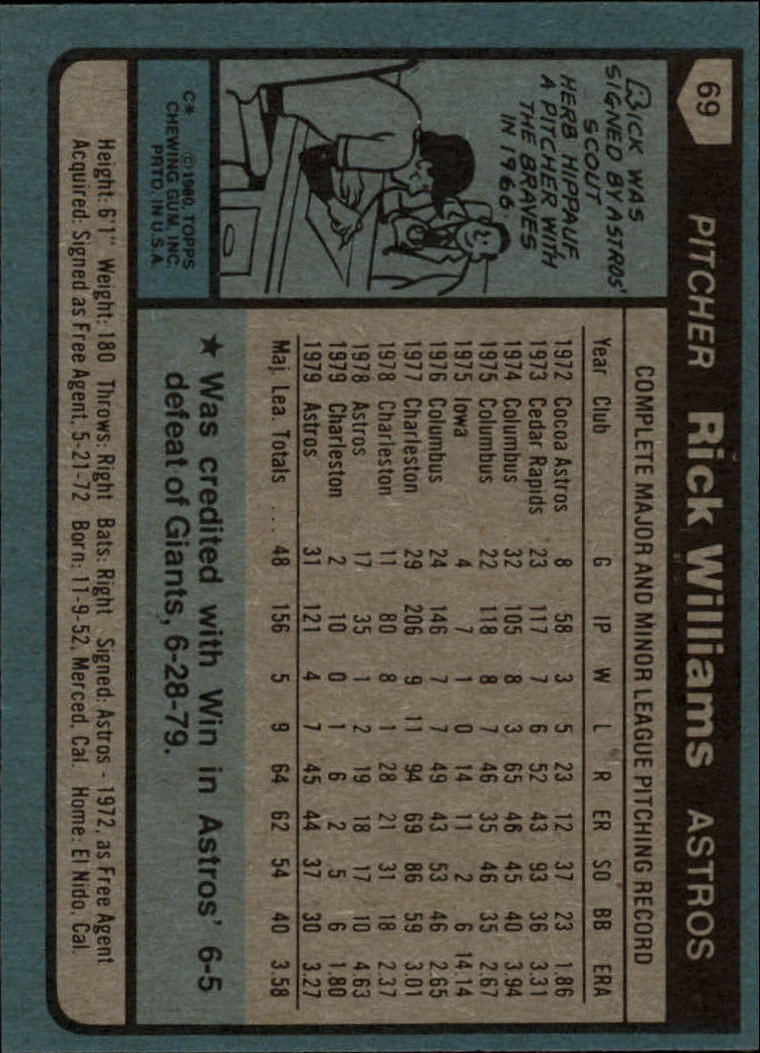 69
PITCHER Rick Williams ASTROS
RICK WAS
SIGNED BY ASTROS'
SCOUT
HERB HIPPAUF
A PITCHER WITH
THE BRAVES
IN 1966
C* ©1980, TOPPS
CHEWING GUM, INC.
PRTD. IN U.S.A.
COMPLETE MAJOR AND MINOR LEAGUE PITCHING RECORD
Year Club G IP W L R ER SO BB ERA
1972 Cocoa Astros 8 58 3 5 23 12 37 23 1.86
1973 Cedar Rapids 23 117 7 6 52 43 93 36 3.31
1974 Columbus 32 105 8 3 65 46 45 40 3.94
1975 Columbus 22 118 8 7 46 35 46 35 2.67
1975 Iowa 4 7 1 0 14 11 2 6 14.14
1976 Columbus 24 146 7 7 49 43 53 46 2.65
1977 Charleston 29 206 9 11 94 69 86 59 3.01
1978 Charleston 11 80 8 1 28 21 31 18 2.37
1978 Astros 17 35 1 2 19 18 17 10 4.63
1979 Charleston 2 10 0 1 6 2 5 6 1.80
1979 Astros 31 121 4 7 45 44 37 30 3.27
Maj. Lea. Totals .... 48 156 5 9 64 62 54 40 3.58
★ Was credited with Win in Astros' 6-5
defeat of Giants, 6-28-79.
Height: 6'1" Weight: 180 Throws: Right Bats: Right Signed: Astros - 1972, as Free Agent
Acquired: Signed as Free Agent, 5-21-72 Born: 11-9-52, Merced, Cal. Home: El Nido, Cal.